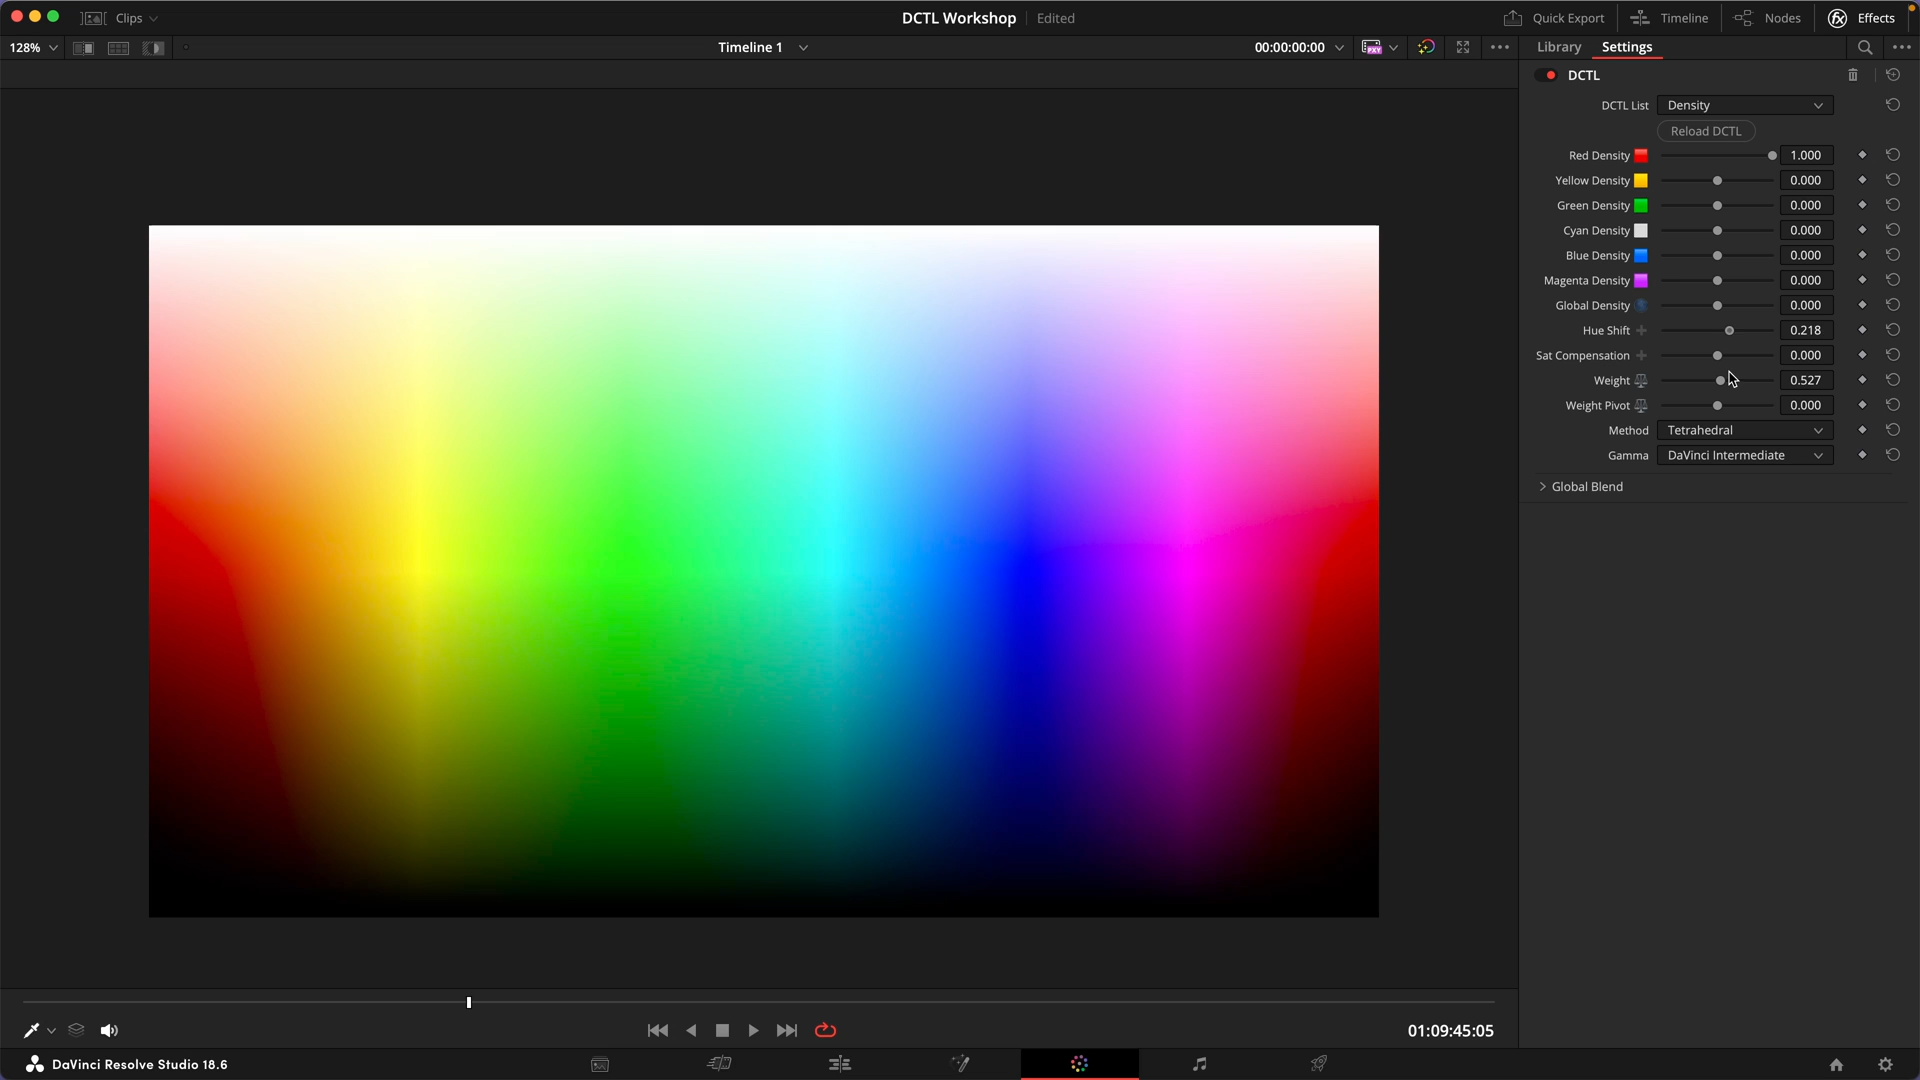 Clips
DCTL Workshop
Edited
Quick Export
Timeline
Nodes
Effects
128%
Timeline 1
00:00:00:00
PXY
Library
Settings
DCTL
DCTL List
Density
Reload DCTL
Red Density 1.000
Yellow Density 0.000
Green Density 0.000
Cyan Density 0.000
Blue Density 0.000
Magenta Density 0.000
Global Density 0.000
Hue Shift 0.218
Sat Compensation 0.000
Weight 0.527
Weight Pivot 0.000
Method Tetrahedral
Gamma DaVinci Intermediate
Global Blend
01:09:45:05
DaVinci Resolve Studio 18.6